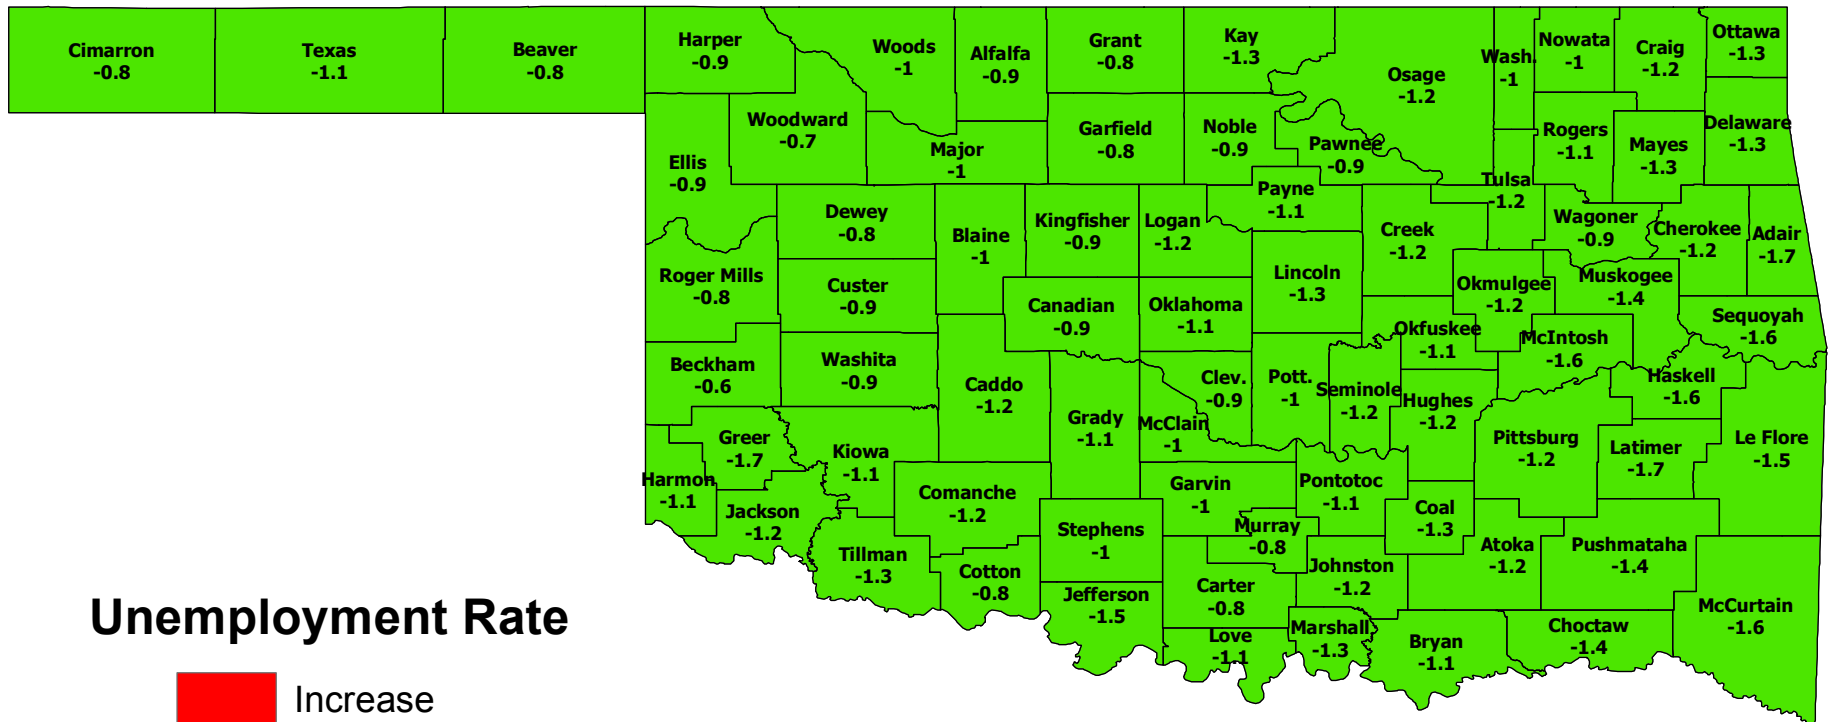 Cimarron
-0.8
Texas
-1.1
Beaver
-0.8
Harper
-0.9
Woods
-1
Alfalfa
-0.9
Grant
-0.8
Kay
-1.3
Osage
-1.2
Wash.
-1
Nowata
-1
Craig
-1.2
Ottawa
-1.3
Woodward
-0.7
Ellis
-0.9
Major
-1
Garfield
-0.8
Noble
-0.9
Pawnee
-0.9
Rogers
-1.1
Mayes
-1.3
Delaware
-1.3
Payne
-1.1
Tulsa
-1.2
Dewey
-0.8
Blaine
-1
Kingfisher
-0.9
Logan
-1.2
Creek
-1.2
Wagoner
-0.9
Cherokee
-1.2
Adair
-1.7
Roger Mills
-0.8
Custer
-0.9
Canadian
-0.9
Oklahoma
-1.1
Lincoln
-1.3
Okmulgee
-1.2
Muskogee
-1.4
Sequoyah
-1.6
Okfuskee
-1.1
McIntosh
-1.6
Beckham
-0.6
Washita
-0.9
Caddo
-1.2
Grady
-1.1
Clev.
-0.9
McClain
-1
Pott.
-1
Seminole
-1.2
Hughes
-1.2
Haskell
-1.6
Pittsburg
-1.2
Latimer
-1.7
Le Flore
-1.5
Greer
-1.7
Kiowa
-1.1
Harmon
-1.1
Jackson
-1.2
Comanche
-1.2
Garvin
-1
Pontotoc
-1.1
Coal
-1.3
Stephens
-1
Murray
-0.8
Tillman
-1.3
Cotton
-0.8
Johnston
-1.2
Atoka
-1.2
Pushmataha
-1.4
Jefferson
-1.5
Carter
-0.8
Love
-1.1
Marshall
-1.3
Bryan
-1.1
Choctaw
-1.4
McCurtain
-1.6
Unemployment Rate
Increase